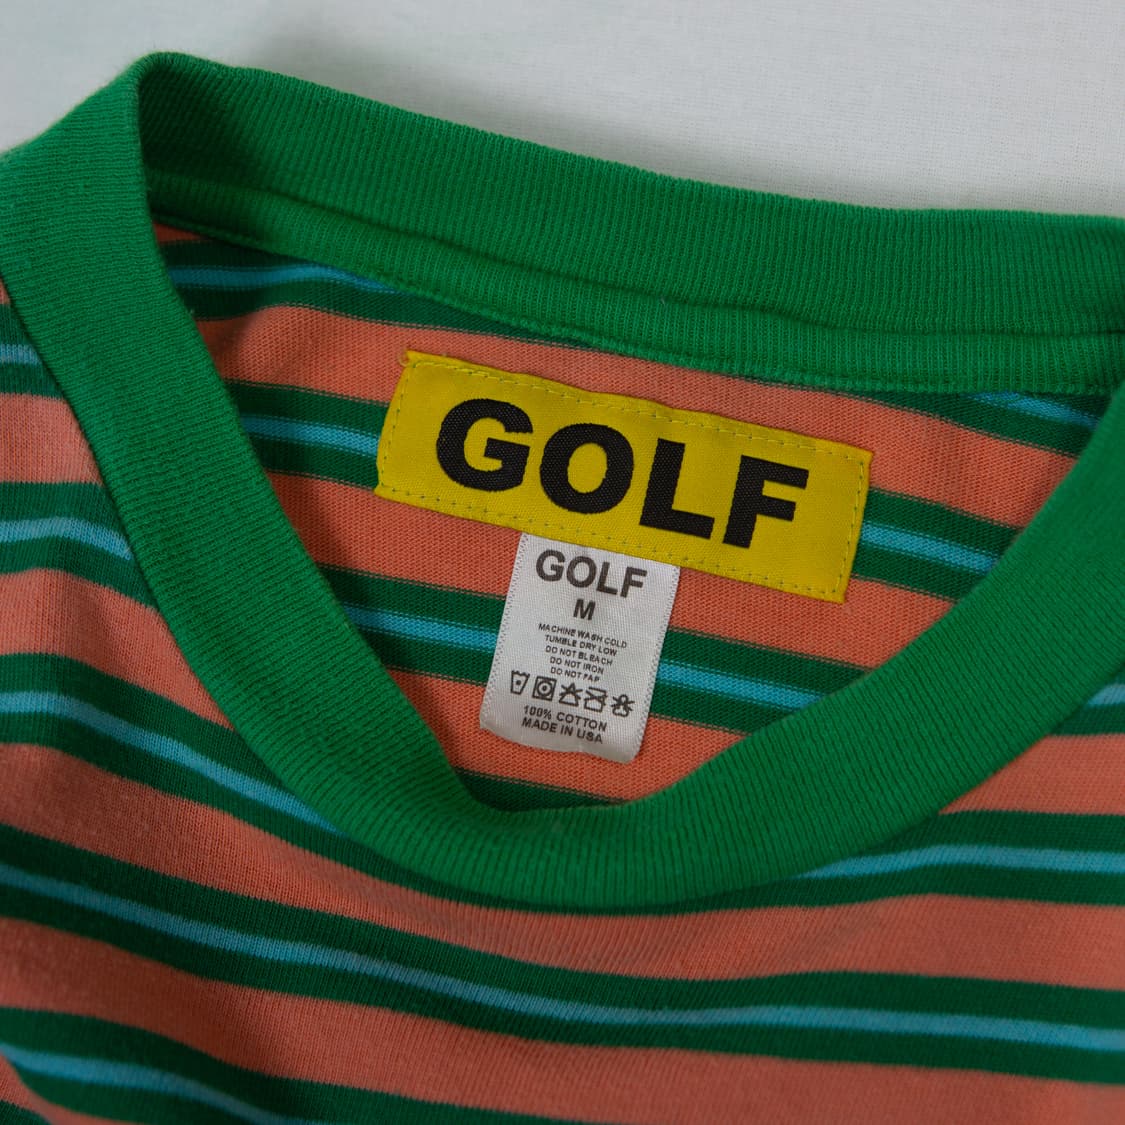 GOLF
GOLF
M
MACHINE WASH COLD
TUMBLE DRY LOW
DO NOT BLEACH
DO NOT IRON
DO NOT FAP
100% COTTON
MADE IN USA